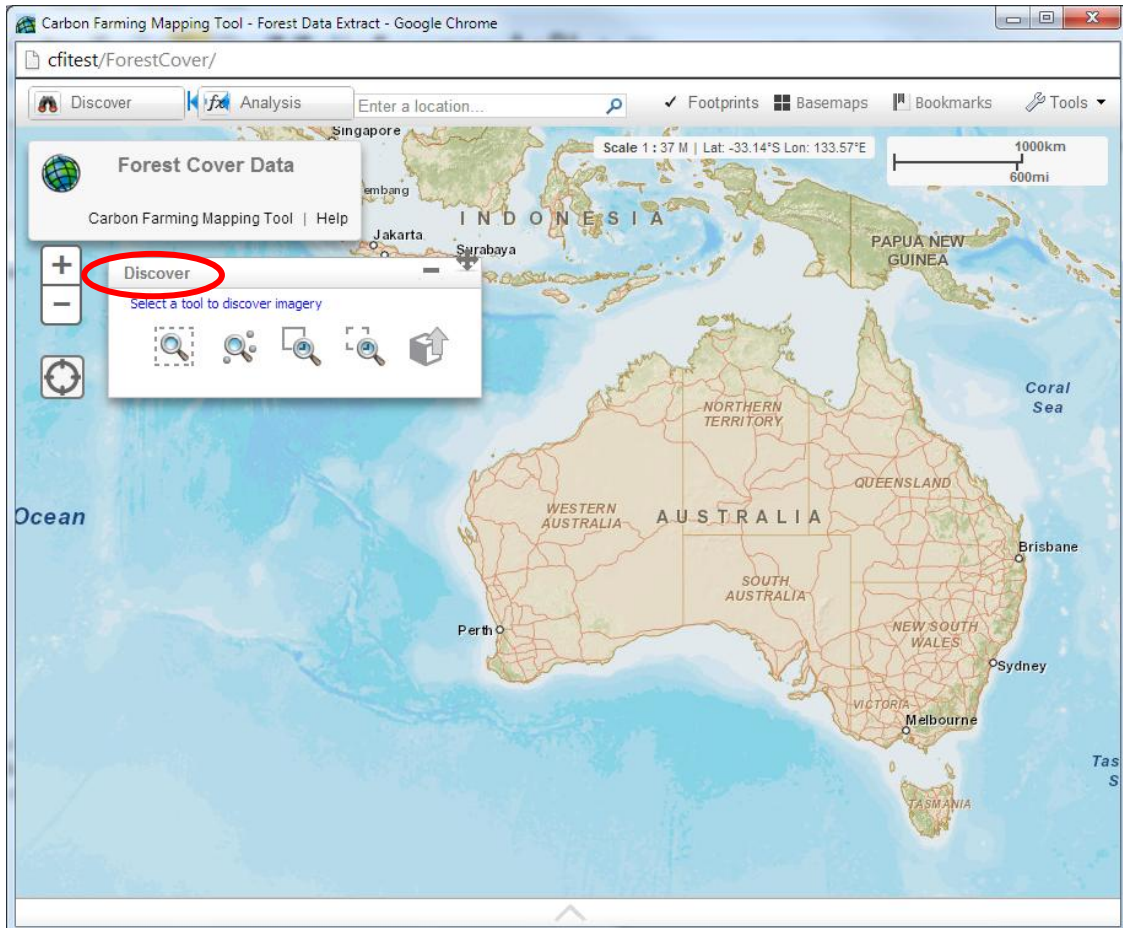 Carbon Farming Mapping Tool - Forest Data Extract - Google Chrome
cfitest/ForestCover/
Discover
Analysis
Enter a location...
Footprints
Basemaps
Bookmarks
Tools
Singapore
Forest Cover Data
Scale 1 : 37 M | Lat: -33.14°S Lon: 133.57°E
1000km
600mi
embang
Carbon Farming Mapping Tool | Help
INDONESIA
Jakarta
Surabaya
PAPUA NEW
GUINEA
Discover
Select a tool to discover imagery
Coral
Sea
NORTHERN
TERRITORY
QUEENSLAND
Ocean
WESTERN
AUSTRALIA
AUSTRALIA
Brisbane
SOUTH
AUSTRALIA
Perth
NEW SOUTH
WALES
Sydney
VICTORIA
Melbourne
Tas
S
TASMANIA